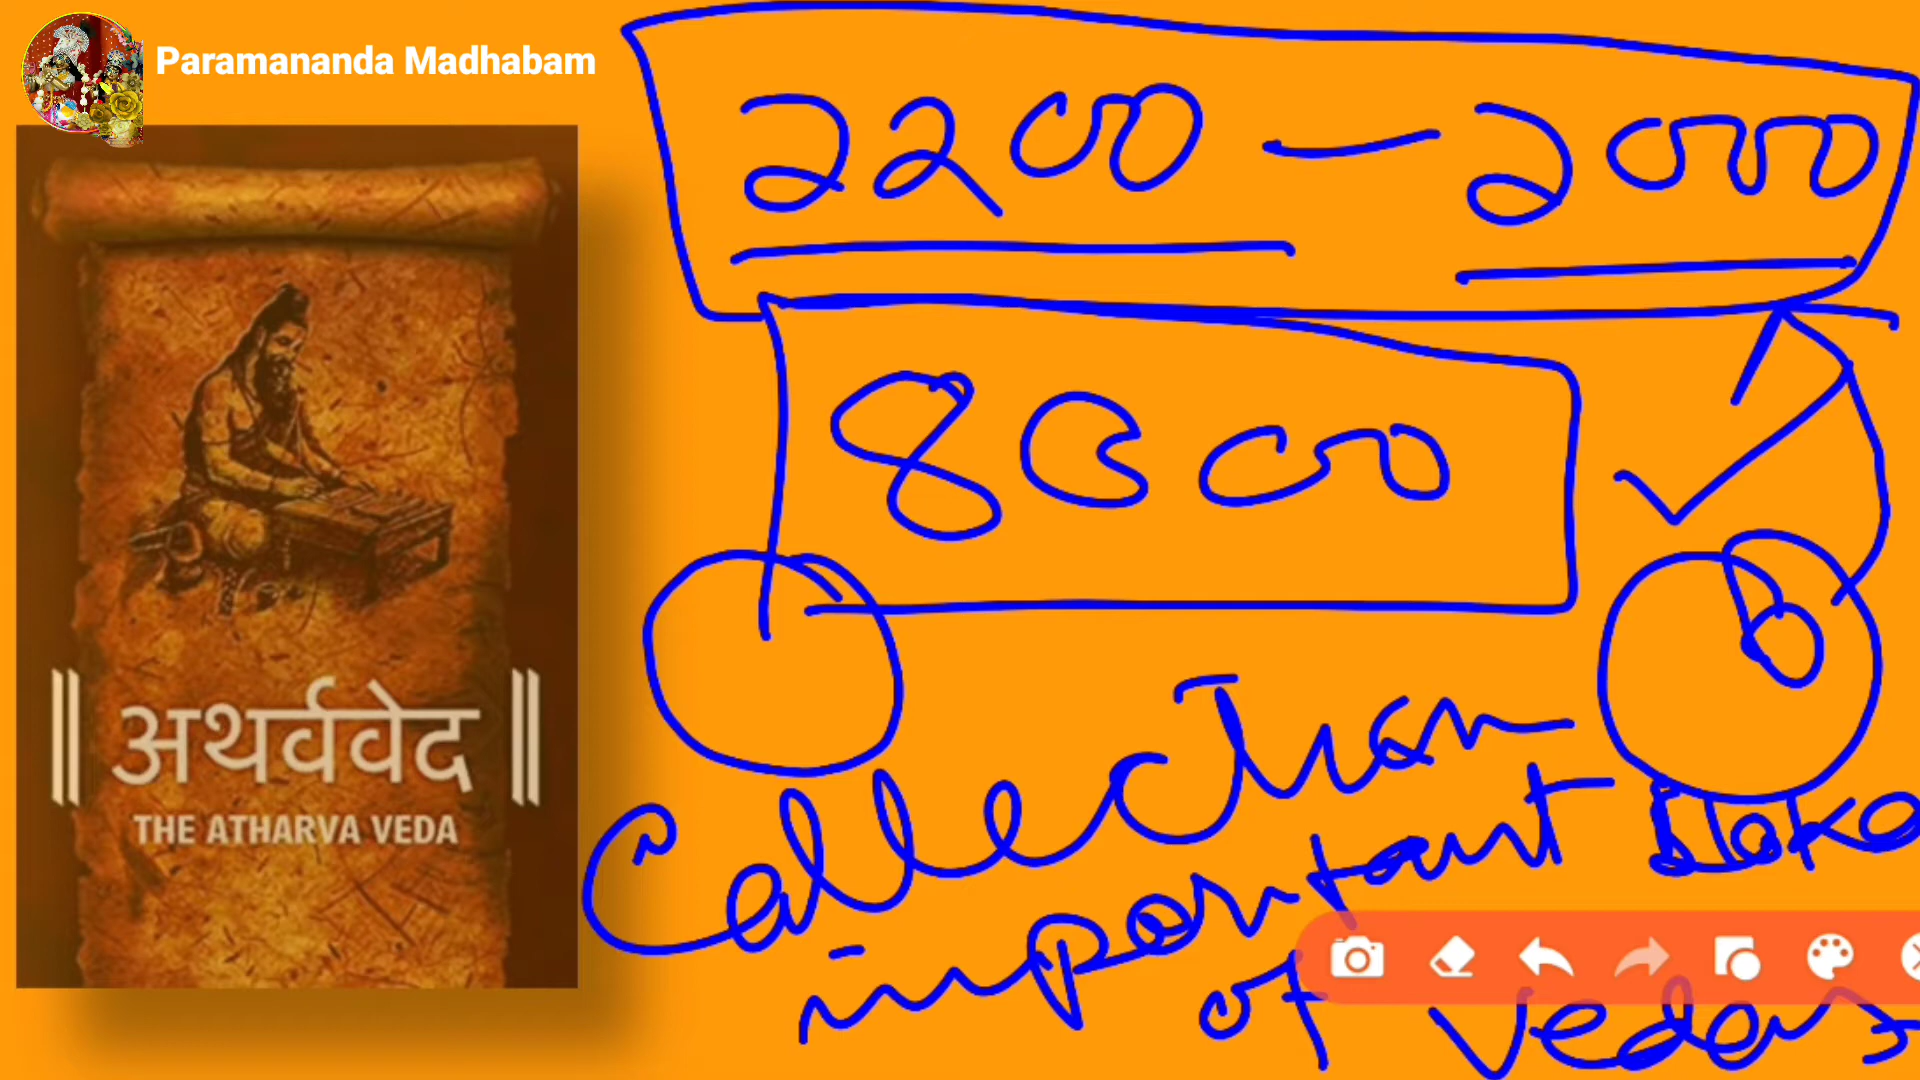 Paramananda Madhabam
2200 - 2000
8000
॥ अथर्ववेद ॥
THE ATHARVA VEDA
Collection
important sloka
of Vedas